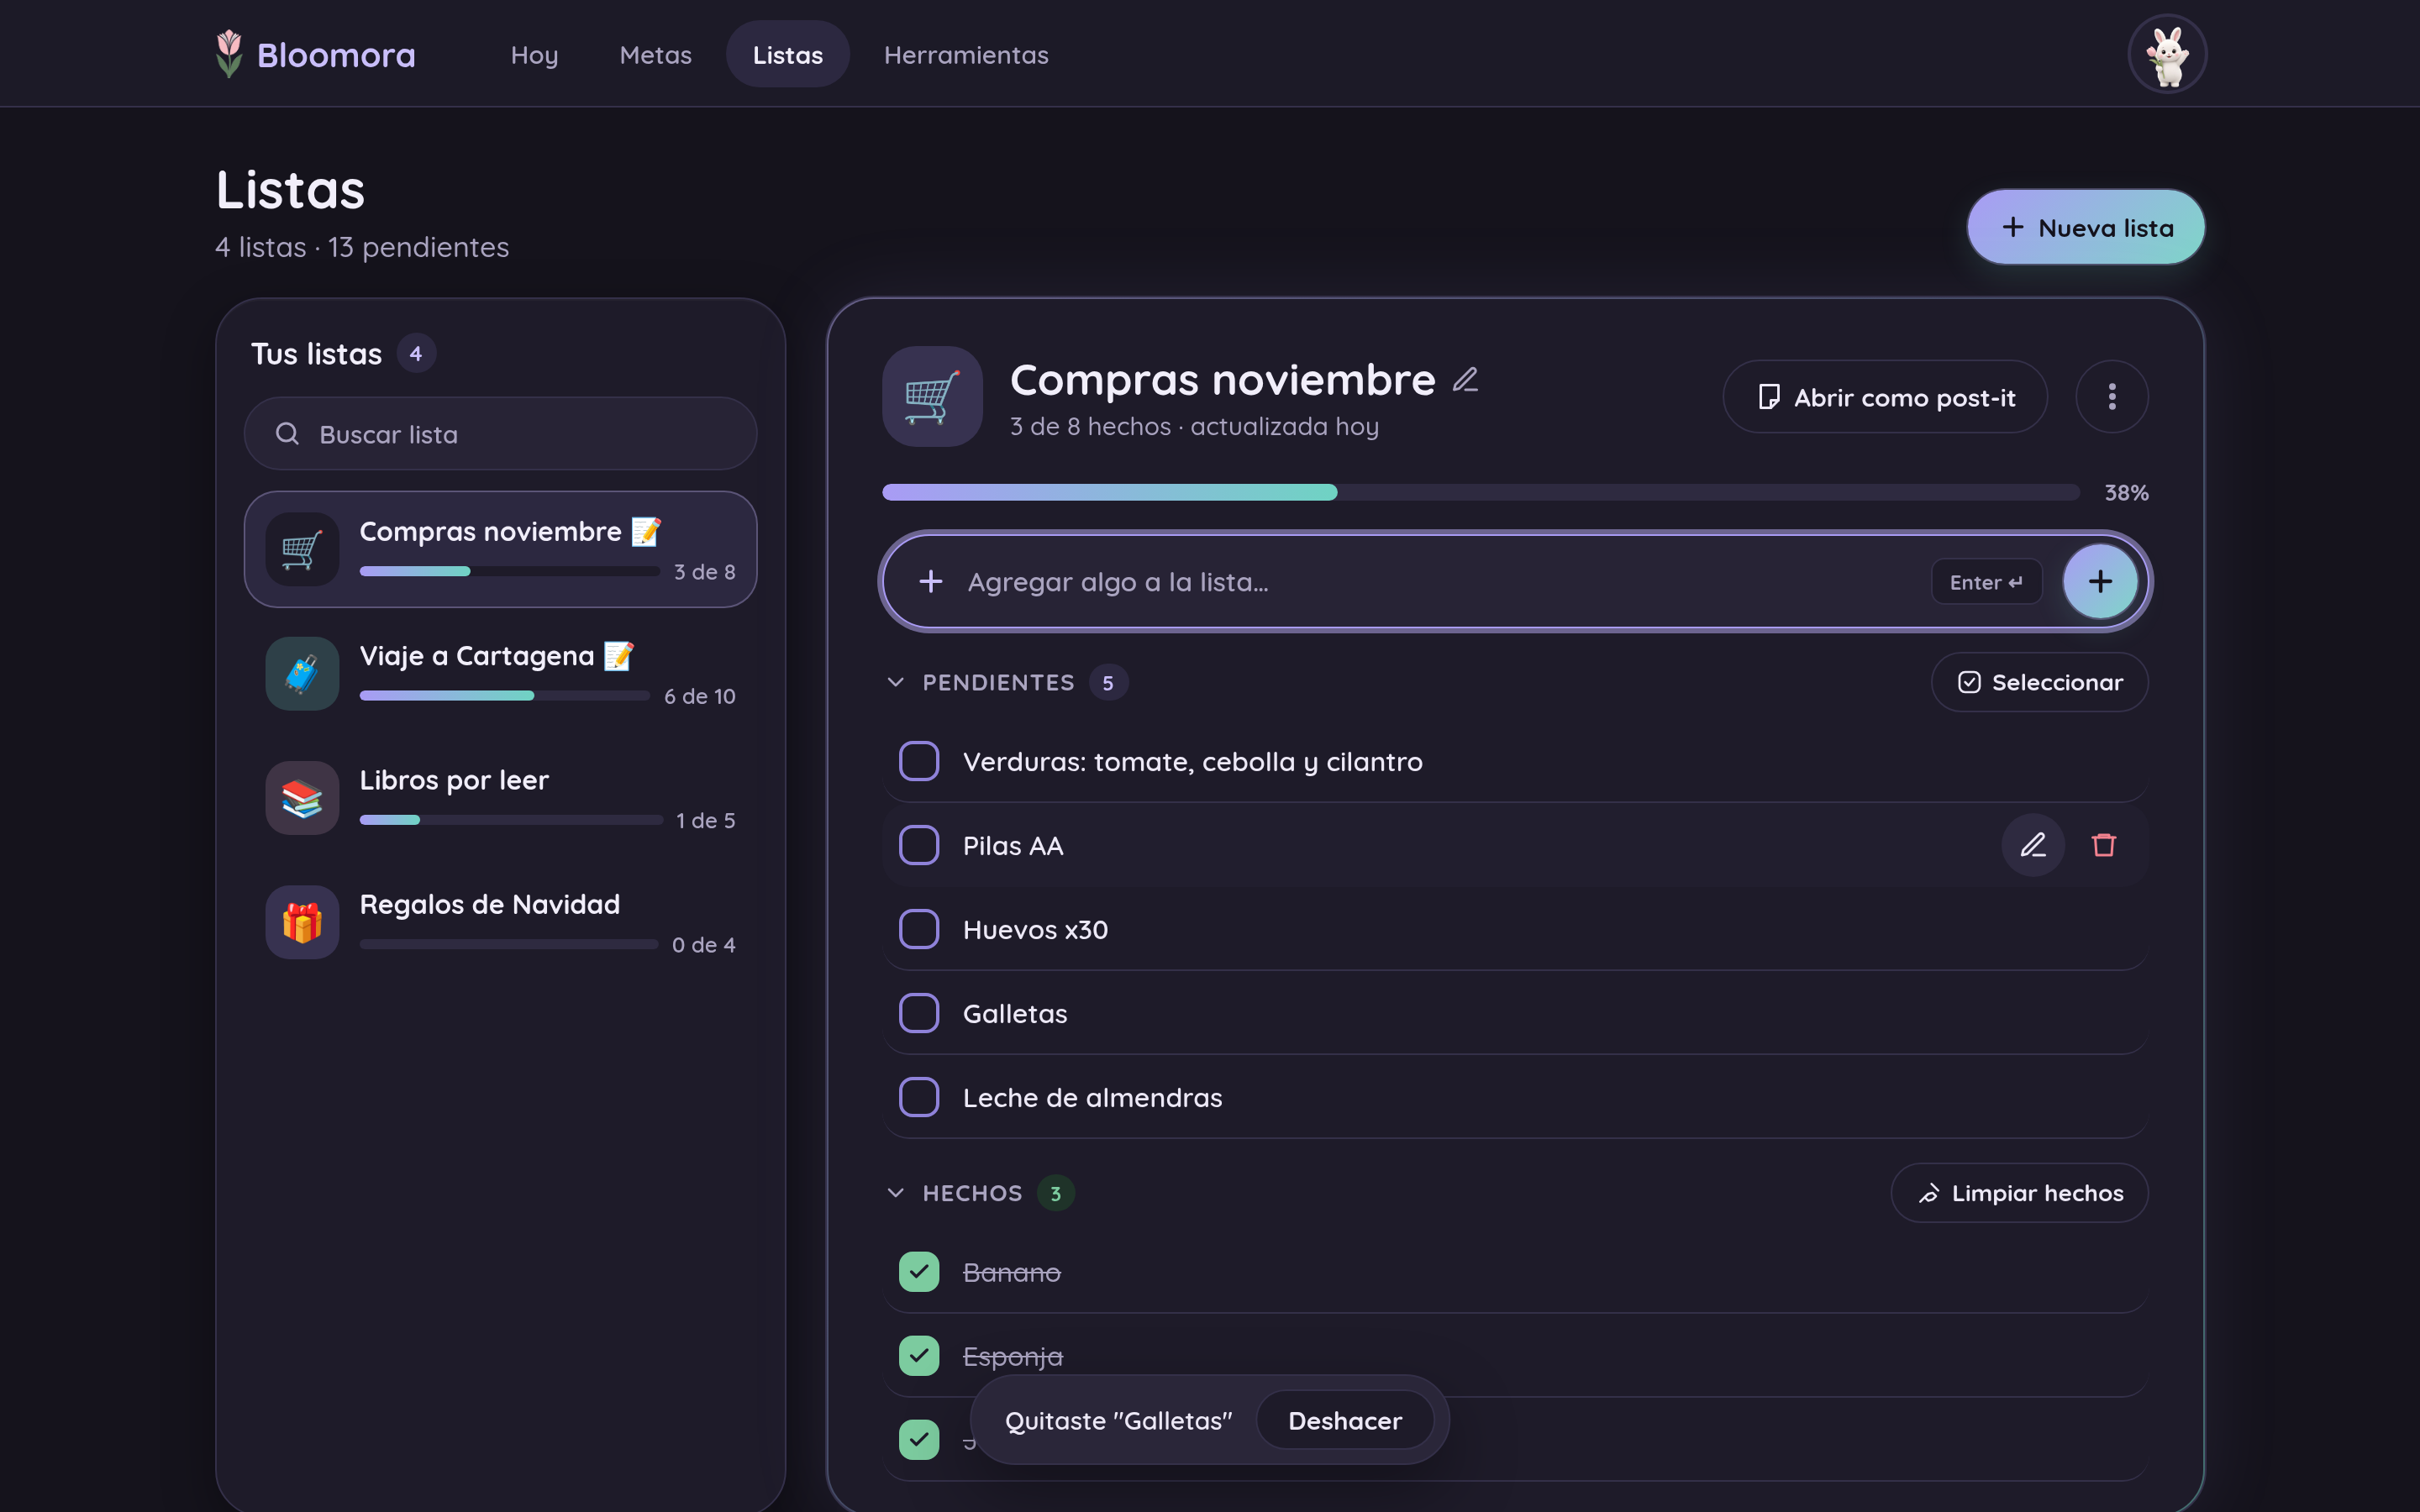 Bloomora
Hoy
Metas
Listas
Herramientas
Listas
4 listas · 13 pendientes
+ Nueva lista
Tus listas 4
Buscar lista
Compras noviembre 📝
3 de 8
Viaje a Cartagena 📝
6 de 10
Libros por leer
1 de 5
Regalos de Navidad
0 de 4
Compras noviembre
3 de 8 hechos · actualizada hoy
Abrir como post-it
38%
Agregar algo a la lista...
Enter ↵
PENDIENTES 5
Seleccionar
Verduras: tomate, cebolla y cilantro
Pilas AA
Huevos x30
Galletas
Leche de almendras
HECHOS 3
Limpiar hechos
Banano
Esponja
Quitaste "Galletas"
Deshacer